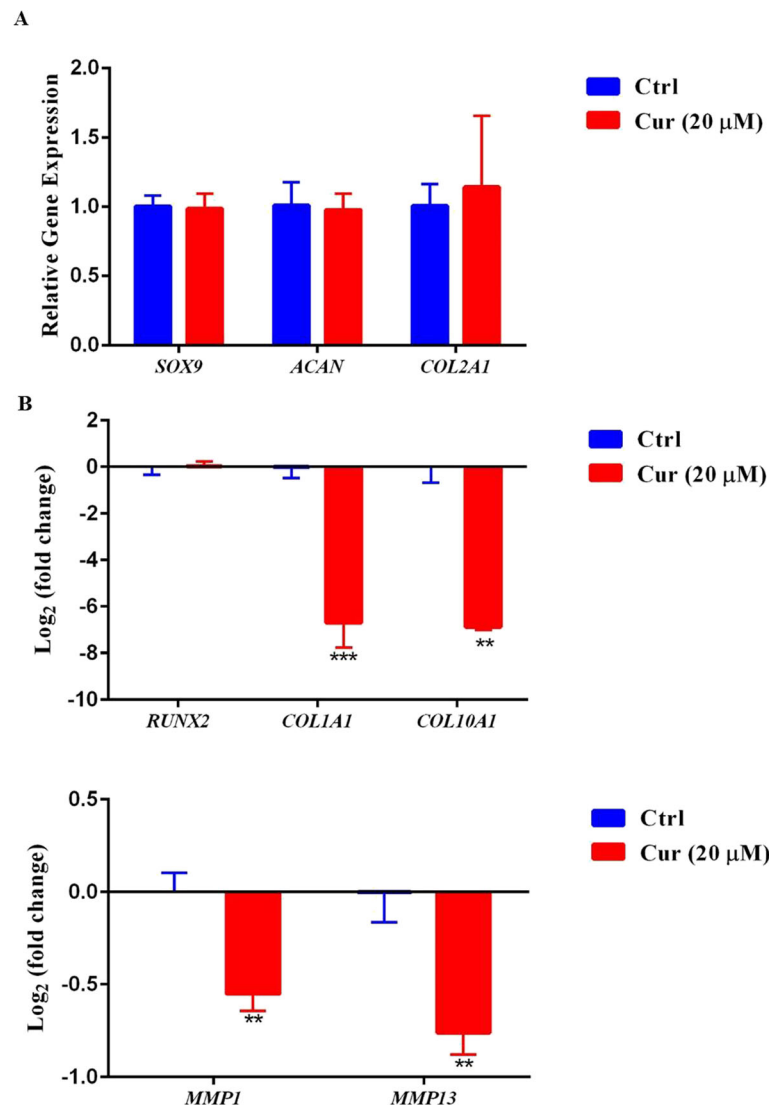 A
Relative Gene Expression
2.0
1.5
1.0
0.5
0.0
SOX9 ACAN COL2A1
Ctrl
Cur (20 μM)
B
Log2 (fold change)
2
0
-2
-4
-6
-8
-10
*** **
RUNX2 COL1A1 COL10A1
Ctrl
Cur (20 μM)
Log2 (fold change)
0.5
0.0
-0.5
-1.0
**
**
MMP1 MMP13
Ctrl
Cur (20 μM)